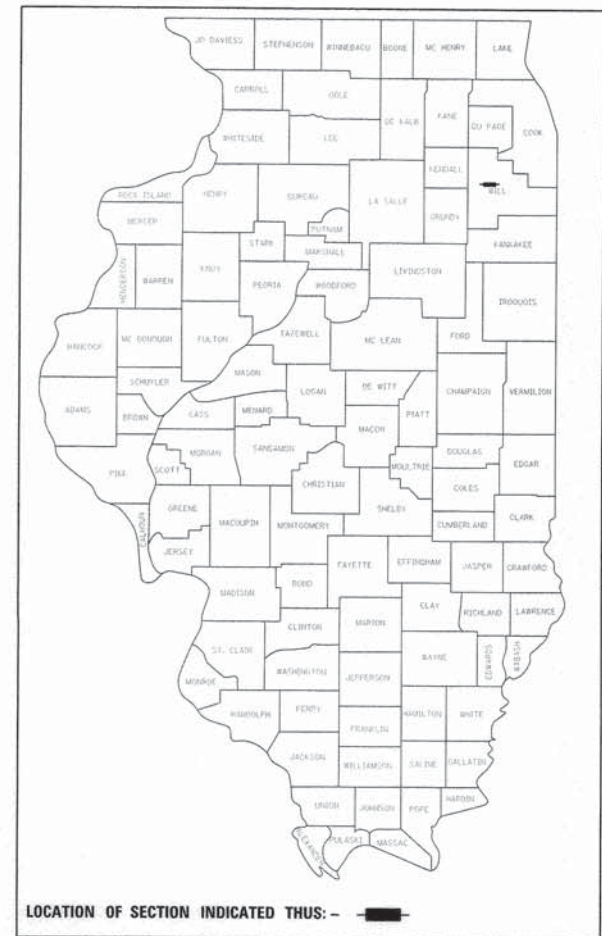 JO DAVIESS STEPHENSON WINNEBAGO BOONE MC HENRY LAKE
CARROLL OGLE DE KALB KANE DU PAGE COOK
WHITESIDE LEE KENDALL WILL
ROCK ISLAND HENRY BUREAU LA SALLE GRUNDY
MERCER PUTNAM KANKAKEE
HENDERSON WARREN KNOX STARK MARSHALL LIVINGSTON
PEORIA WOODFORD IROQUOIS
HANCOCK MC DONOUGH FULTON TAZEWELL MC LEAN FORD
SCHUYLER MASON LOGAN DE WITT CHAMPAIGN VERMILION
ADAMS BROWN CASS MENARD MACON PIATT
PIKE SCOTT MORGAN SANGAMON MOULTRIE DOUGLAS EDGAR
CHRISTIAN COLES
CALHOUN GREENE MACOUPIN MONTGOMERY SHELBY CUMBERLAND CLARK
JERSEY FAYETTE EFFINGHAM JASPER CRAWFORD
MADISON BOND CLAY RICHLAND LAWRENCE
ST. CLAIR CLINTON MARION WAYNE EDWARDS WABASH
MONROE WASHINGTON JEFFERSON
RANDOLPH PERRY FRANKLIN HAMILTON WHITE
JACKSON WILLIAMSON SALINE GALLATIN
UNION JOHNSON POPE HARDIN
ALEXANDER PULASKI MASSAC
LOCATION OF SECTION INDICATED THUS: -